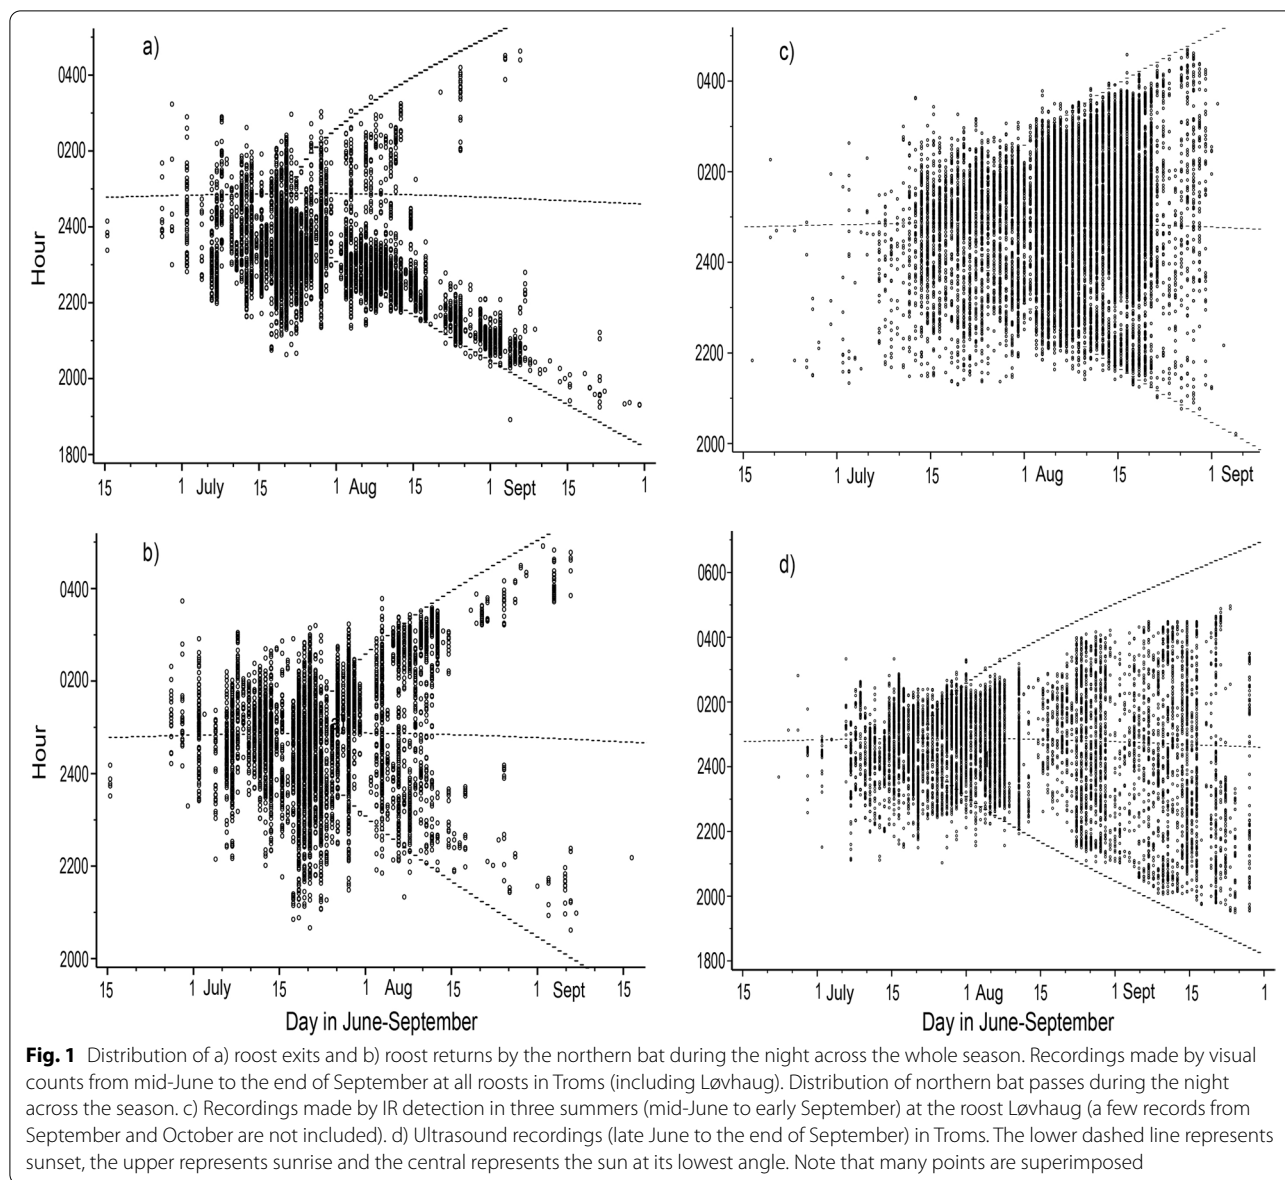 a)
0400
0200
2400
2200
2000
1800
Hour
15 1 July 15 1 Aug 15 1 Sept 15 1
c)
0400
0200
2400
2200
2000
15 1 July 15 1 Aug 15 1 Sept
b)
0400
0200
2400
2200
2000
Hour
15 1 July 15 1 Aug 15 1 Sept 15
Day in June-September
d)
0600
0400
0200
2400
2200
2000
1800
15 1 July 15 1 Aug 15 1 Sept 15 1
Day in June-September
Fig. 1 Distribution of a) roost exits and b) roost returns by the northern bat during the night across the whole season. Recordings made by visual
counts from mid-June to the end of September at all roosts in Troms (including Løvhaug). Distribution of northern bat passes during the night
across the season. c) Recordings made by IR detection in three summers (mid-June to early September) at the roost Løvhaug (a few records from
September and October are not included). d) Ultrasound recordings (late June to the end of September) in Troms. The lower dashed line represents
sunset, the upper represents sunrise and the central represents the sun at its lowest angle. Note that many points are superimposed